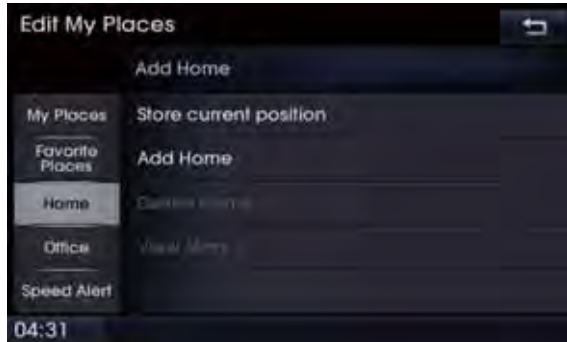 Edit My Places
Add Home
My Places
Store current position
Favorite
Places
Add Home
Home
Office
Speed Alert
04:31